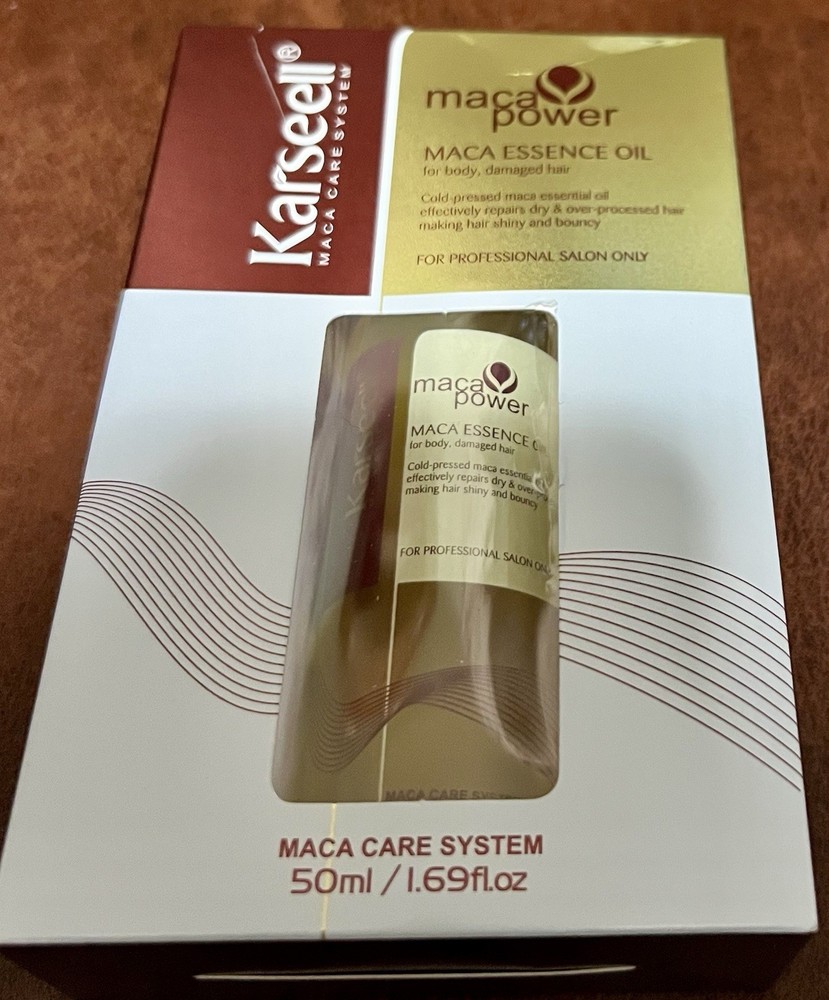 Karseell®
MACA CARE SYSTEM
maca
power
MACA ESSENCE OIL
for body, damaged hair
Cold-pressed maca essential oil
effectively repairs dry & over-processed hair
making hair shiny and bouncy
FOR PROFESSIONAL SALON ONLY
Karseell
maca
power
MACA ESSENCE
for body, damaged hair
Cold-pressed maca
effectively repairs dry &
making hair shiny and bouncy
FOR PROFESSIONAL SALON
MACA CARE
MACA CARE SYSTEM
50ml / 1.69fl.oz